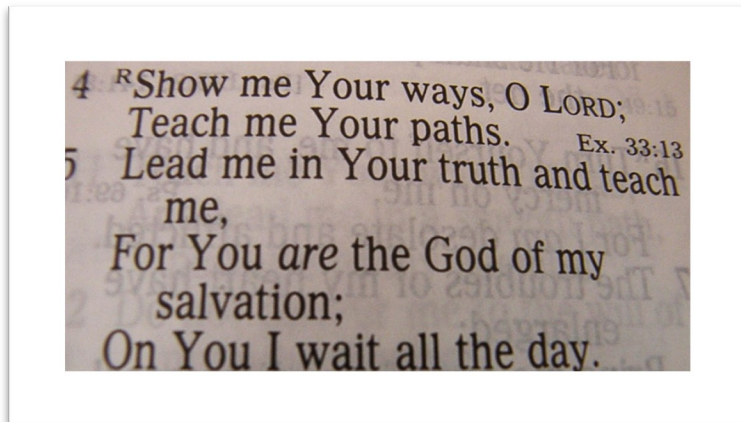 4 RShow me Your ways, O LORD;
Teach me Your paths. Ex. 33:13
5 Lead me in Your truth and teach
me,
For You are the God of my
salvation;
On You I wait all the day.